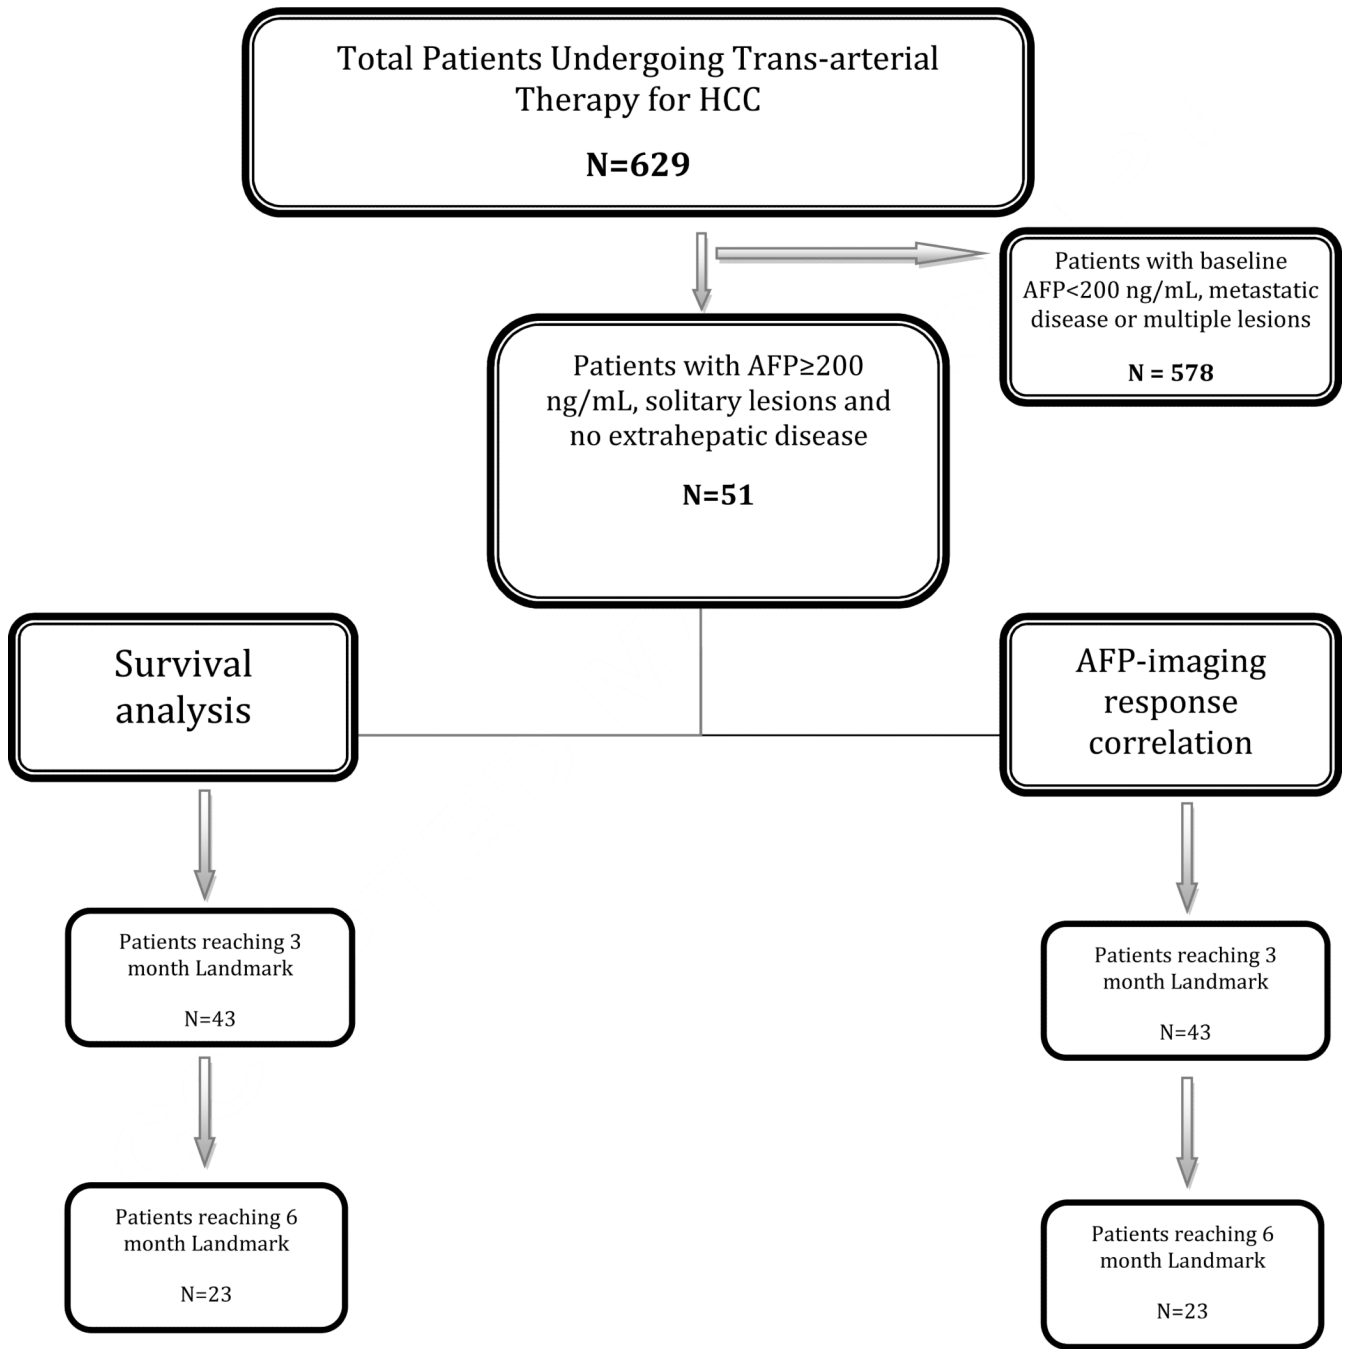 Total Patients Undergoing Trans-arterial
Therapy for HCC
N=629
Patients with baseline
AFP<200 ng/mL, metastatic
disease or multiple lesions
N = 578
Patients with AFP≥200
ng/mL, solitary lesions and
no extrahepatic disease
N=51
Survival
analysis
AFP-imaging
response
correlation
Patients reaching 3
month Landmark
N=43
Patients reaching 3
month Landmark
N=43
Patients reaching 6
month Landmark
N=23
Patients reaching 6
month Landmark
N=23